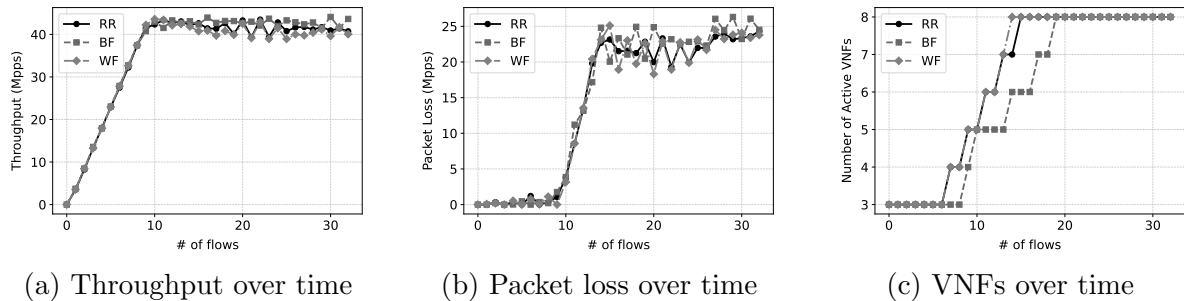 Throughput (Mpps)
40
30
20
10
0
RR
BF
WF
0
10
20
30
# of flows
(a) Throughput over time
Packet Loss (Mpps)
25
20
15
10
5
0
RR
BF
WF
0
10
20
30
# of flows
(b) Packet loss over time
Number of Active VNFs
8
7
6
5
4
3
RR
BF
WF
0
10
20
30
# of flows
(c) VNFs over time